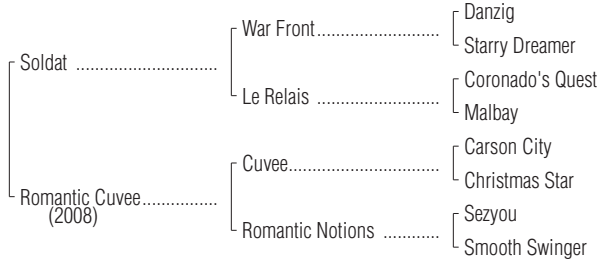 Danzig
War Front..........................
Starry Dreamer
Soldat ..............................
Coronado's Quest
Le Relais ..........................
Malbay
Carson City
Cuvee................................
Christmas Star
Romantic Cuvee................
(2008)
Sezyou
Romantic Notions ............
Smooth Swinger